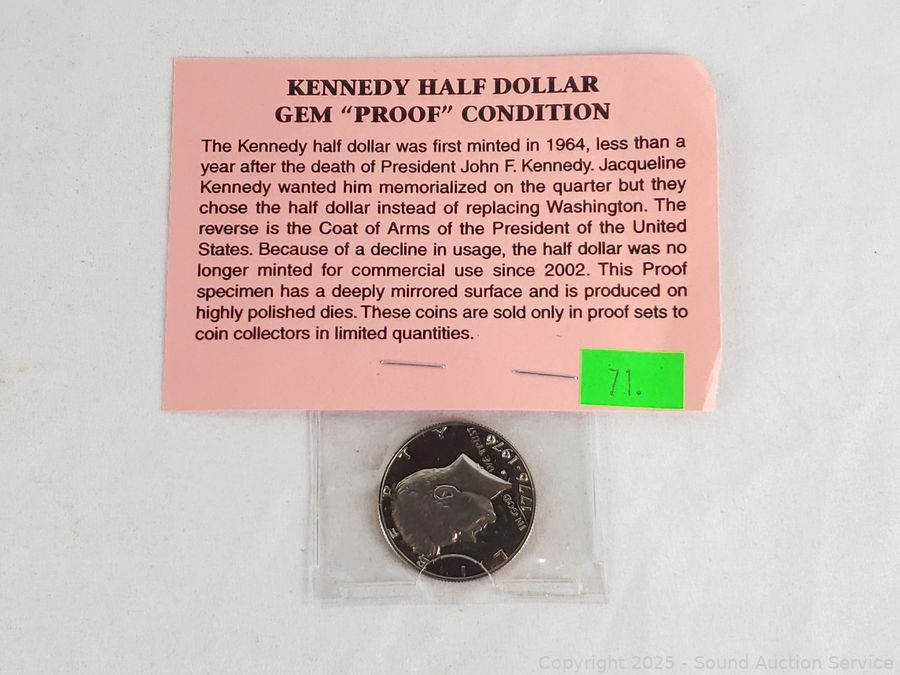 KENNEDY HALF DOLLAR
GEM “PROOF” CONDITION
The Kennedy half dollar was first minted in 1964, less than a
year after the death of President John F. Kennedy. Jacqueline
Kennedy wanted him memorialized on the quarter but they
chose the half dollar instead of replacing Washington. The
reverse is the Coat of Arms of the President of the United
States. Because of a decline in usage, the half dollar was no
longer minted for commercial use since 2002. This Proof
specimen has a deeply mirrored surface and is produced on
highly polished dies. These coins are sold only in proof sets to
coin collectors in limited quantities.
71.
LIBERTY
IN GOD
WE TRUST
1776·1976
Copyright 2025 - Sound Auction Service